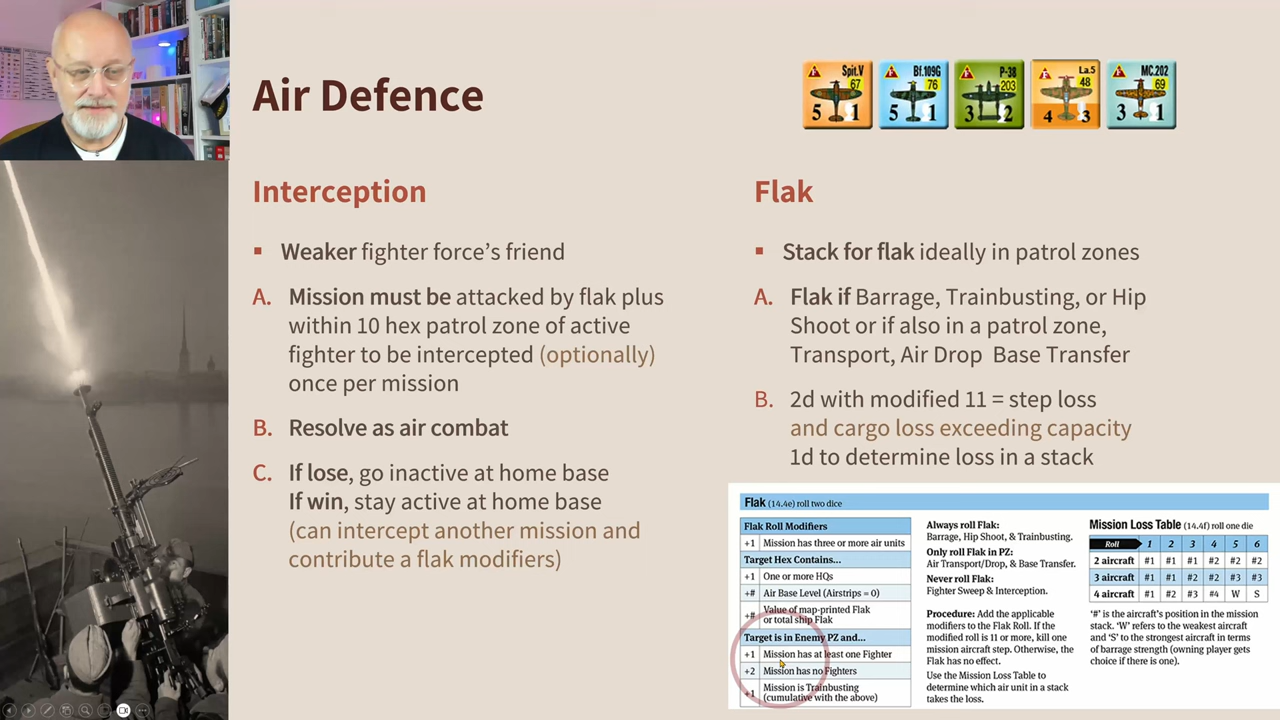 Air Defence
Spit.V
67
5 1
Bf.109G
76
5 1
P-38
203
3 2
La.5
48
4 3
MC.202
69
3 1
Interception
▪ Weaker fighter force's friend
A. Mission must be attacked by flak plus
within 10 hex patrol zone of active
fighter to be intercepted (optionally)
once per mission
B. Resolve as air combat
C. If lose, go inactive at home base
If win, stay active at home base
(can intercept another mission and
contribute a flak modifiers)
Flak
▪ Stack for flak ideally in patrol zones
A. Flak if Barrage, Trainbusting, or Hip
Shoot or if also in a patrol zone,
Transport, Air Drop Base Transfer
B. 2d with modified 11 = step loss
and cargo loss exceeding capacity
1d to determine loss in a stack
Flak (14.4e) roll two dice
Flak Roll Modifiers
+1 Mission has three or more air units
Target Hex Contains...
+1 One or more HQs
+# Air Base Level (Airstrips = 0)
+# Value of map-printed Flak
or total ship Flak
Target is in Enemy PZ and...
+1 Mission has at least one Fighter
+2 Mission has no Fighters
+1 Mission is Trainbusting
(cumulative with the above)
Always roll Flak:
Barrage, Hip Shoot, & Trainbusting.
Only roll Flak in PZ:
Air Transport/Drop, & Base Transfer.
Never roll Flak:
Fighter Sweep & Interception.
Procedure: Add the applicable
modifiers to the Flak Roll. If the
modified roll is 11 or more, kill one
mission aircraft step. Otherwise, the
Flak has no effect.
Use the Mission Loss Table to
determine which air unit in a stack
takes the loss.
Mission Loss Table (14.4f) roll one die
Roll 1 2 3 4 5 6
2 aircraft #1 #1 #1 #2 #2 #2
3 aircraft #1 #1 #2 #2 #3 #3
4 aircraft #1 #2 #3 #4 W S
'#' is the aircraft's position in the mission
stack. 'W' refers to the weakest aircraft
and 'S' to the strongest aircraft in terms
of barrage strength (owning player gets
choice if there is one).